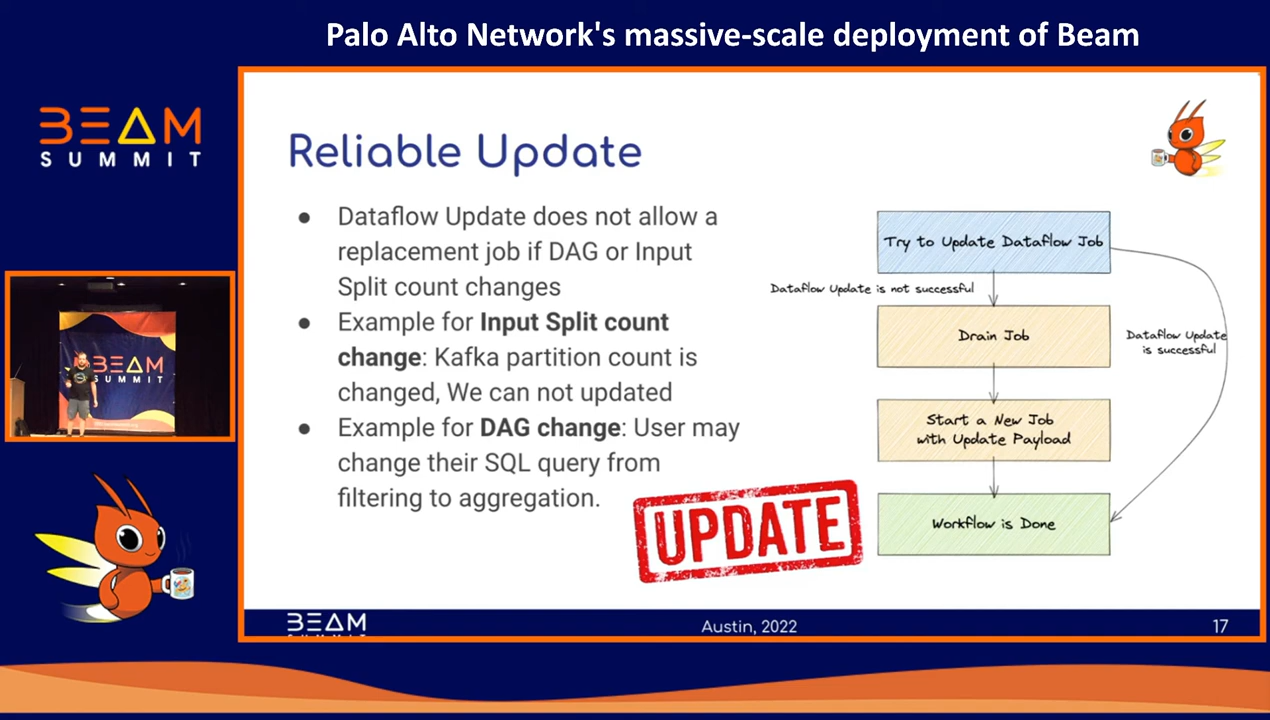 Palo Alto Network's massive-scale deployment of Beam
BEAM
SUMMIT
Reliable Update
● Dataflow Update does not allow a
replacement job if DAG or Input
Split count changes
● Example for Input Split count
change: Kafka partition count is
changed, We can not updated
● Example for DAG change: User may
change their SQL query from
filtering to aggregation.
Try to Update Dataflow Job
Dataflow Update is not successful
Drain Job
Dataflow Update
is successful
Start a New Job
with Update Payload
Workflow is Done
UPDATE
BEAM
SUMMIT
BEAM
Austin, 2022
17